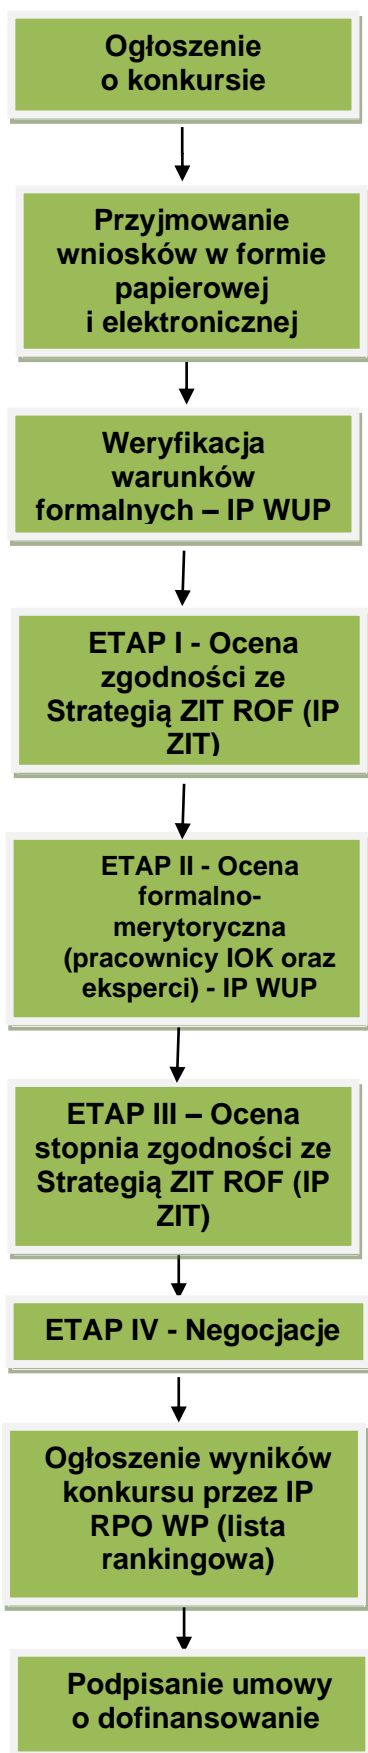 Ogłoszenie
o konkursie
Przyjmowanie
wniosków w formie
papierowej
i elektronicznej
Weryfikacja
warunków
formalnych – IP WUP
ETAP I - Ocena
zgodności ze
Strategią ZIT ROF (IP
ZIT)
ETAP II - Ocena
formalno-
merytoryczna
(pracownicy IOK oraz
eksperci) - IP WUP
ETAP III – Ocena
stopnia zgodności ze
Strategią ZIT ROF (IP
ZIT)
ETAP IV - Negocjacje
Ogłoszenie wyników
konkursu przez IP
RPO WP (lista
rankingowa)
Podpisanie umowy
o dofinansowanie